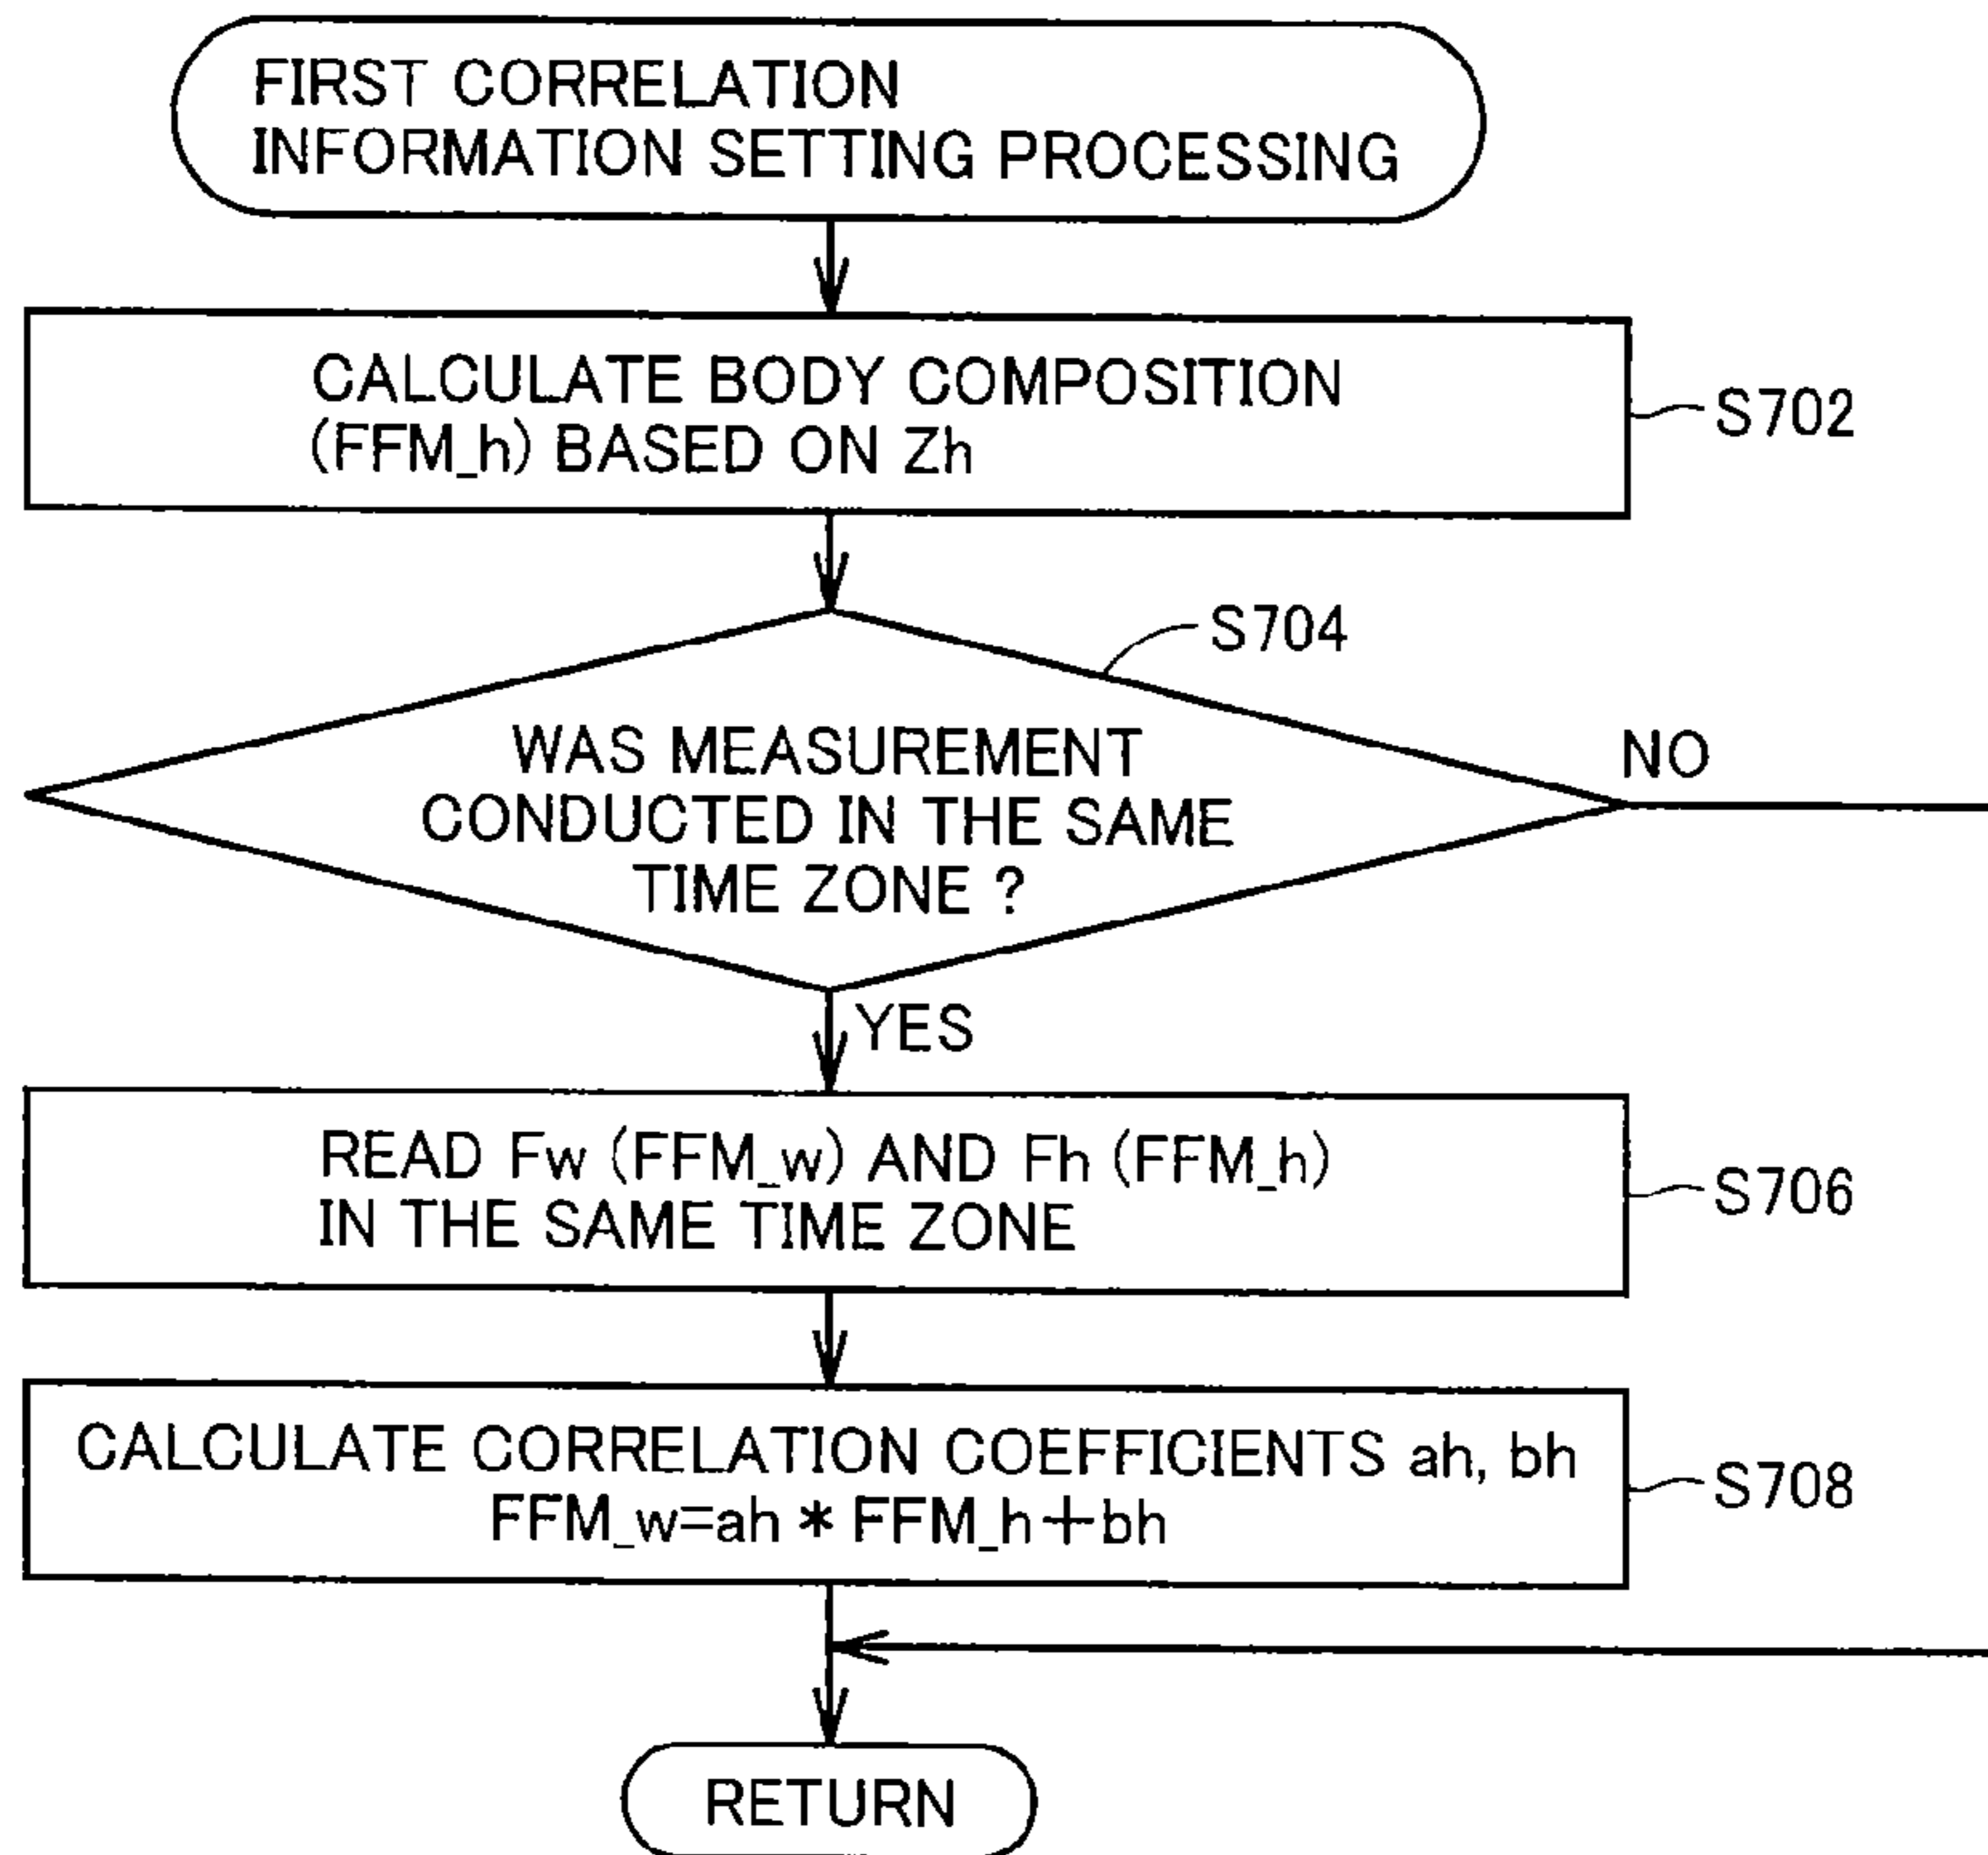 FIRST CORRELATION
INFORMATION SETTING PROCESSING
CALCULATE BODY COMPOSITION
(FFM_h) BASED ON Zh
S702
S704
WAS MEASUREMENT
CONDUCTED IN THE SAME
TIME ZONE ?
NO
YES
READ Fw (FFM_w) AND Fh (FFM_h)
IN THE SAME TIME ZONE
S706
CALCULATE CORRELATION COEFFICIENTS ah, bh
FFM_w=ah * FFM_h+bh
S708
RETURN